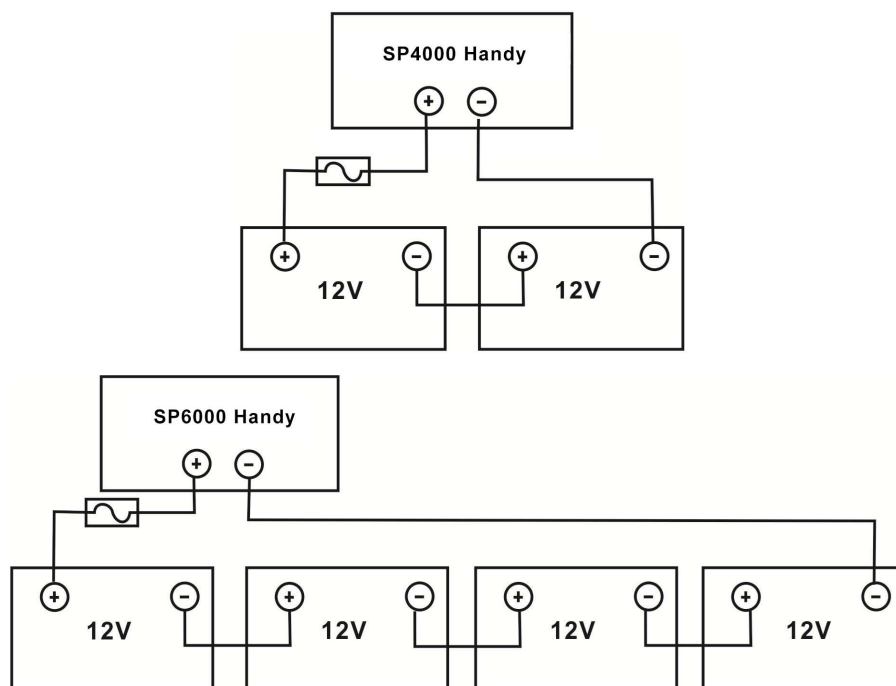 SP4000 Handy
+ -
+ - + -
12V 12V
SP6000 Handy
+ -
+ - + - + - + -
12V 12V 12V 12V